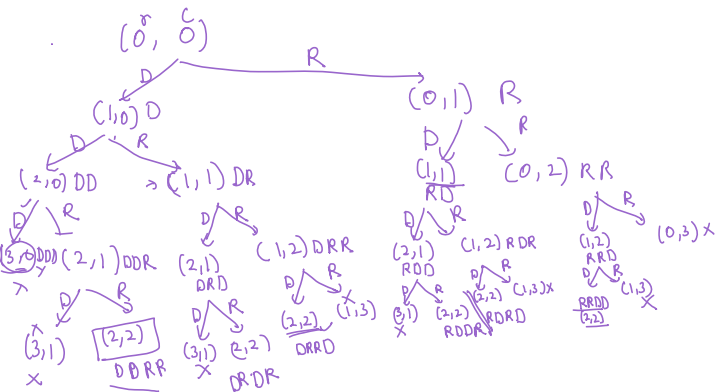 r c
(0, 0)
R
D
(1,0) D
(0,1) R
D R
D R
(2,0) DD
(1,1) DR
(1,1)
RD
(0,2) RR
D R
D R
D R
D R
(3,0) DDD
x
x
(2,1) DDR
(2,1)
DRD
(1,2) DRR
(2,1)
RDD
(1,2) RDR
(1,2)
RRD
(0,3) x
D R
D R
D R
D R
D R
D R
x
(3,1)
x
(2,2)
DDRR
(3,1)
x
(2,2)
DRDR
(2,2)
DRRD
x
(1,3)
(3,1)
x
(2,2)
RDDR
(2,2)
RDRD
(1,3) x
RRDD
(2,2)
(1,3)
x